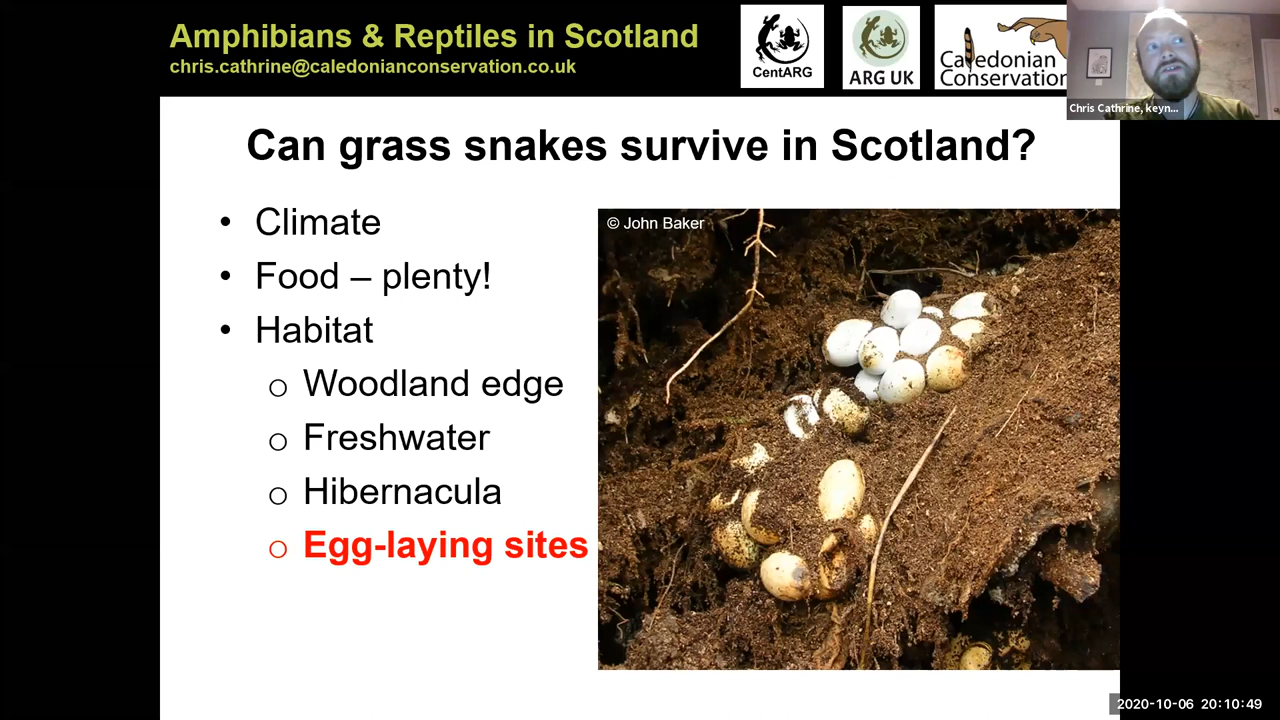 Amphibians & Reptiles in Scotland
chris.cathrine@caledonianconservation.co.uk
CentARG
ARG UK
Caledonian
Conservation
Chris Cathrine, keyn...
Can grass snakes survive in Scotland?
• Climate
• Food – plenty!
• Habitat
o Woodland edge
o Freshwater
o Hibernacula
o Egg-laying sites
© John Baker
2020-10-06 20:10:49